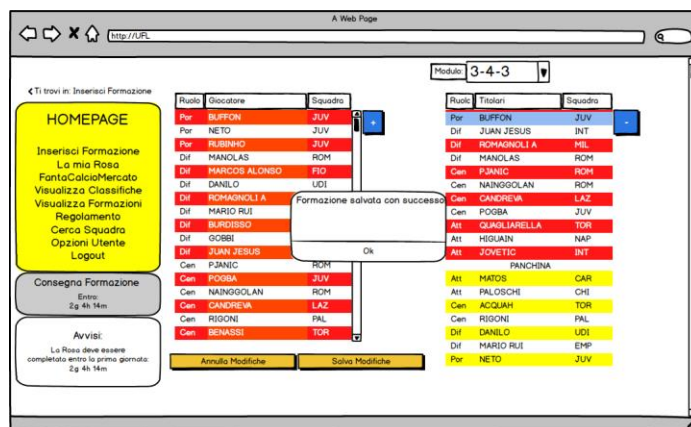 A Web Page
http://UFL
Modulo: 3-4-3
Ti trovi in: Inserisci Formazione
HOMEPAGE
Inserisci Formazione
La mia Rosa
FantaCalcioMercato
Visualizza Classifiche
Visualizza Formazioni
Regolamento
Cerca Squadra
Opzioni Utente
Logout
Consegna Formazione
Entro:
2g 4h 14m
Avvisi:
La Rosa deve essere
completata entro la prima giornata:
2g 4h 14m
Ruolo Giocatore Squadra
Por BUFFON JUV
Por NETO JUV
Por RUBINHO JUV
Dif MANOLAS ROM
Dif MARCOS ALONSO FIO
Dif DANILO UDI
Dif ROMAGNOLI A
Dif MARIO RUI
Dif BURDISSO
Dif GOBBI
Dif JUAN JESUS
Cen PJANIC ROM
Cen POGBA JUV
Cen NAINGGOLAN ROM
Cen CANDREVA LAZ
Cen RIGONI PAL
Cen BENASSI TOR
+
Annulla Modifiche
Salva Modifiche
Formazione salvata con successo
Ok
Ruolo Titolari Squadra
Por BUFFON JUV
Dif JUAN JESUS INT
Dif ROMAGNOLI A MIL
Dif MANOLAS ROM
Cen PJANIC ROM
Cen NAINGGOLAN ROM
Cen CANDREVA LAZ
Cen POGBA JUV
Att QUAGLIARELLA TOR
Att HIGUAIN NAP
Att JOVETIC INT
PANCHINA
Att MATOS CAR
Att PALOSCHI CHI
Cen ACQUAH TOR
Cen RIGONI PAL
Dif DANILO UDI
Dif MARIO RUI EMP
Por NETO JUV
-